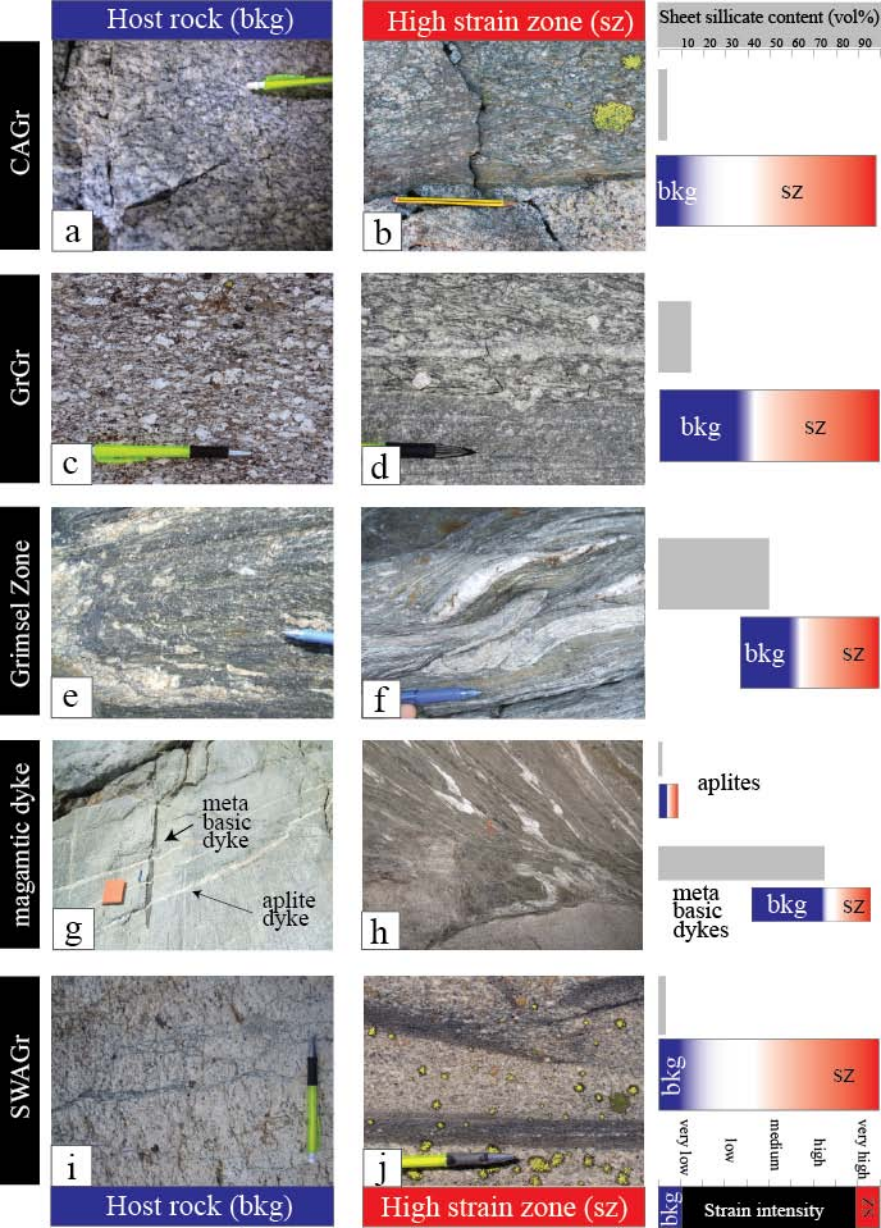 Host rock (bkg)
High strain zone (sz)
Sheet sillicate content (vol%)
10 20 30 40 50 60 70 80 90
CAGr
a
b
bkg
sz
GrGr
c
d
bkg
sz
Grimsel Zone
e
f
bkg
sz
magamtic dyke
meta
basic
dyke
aplite
dyke
g
h
aplites
bkg
sz
meta
basic
dykes
SWAGr
i
j
bkg
sz
very low
low
medium
high
very high
Host rock (bkg)
High strain zone (sz)
bkg
Strain intensity
sz